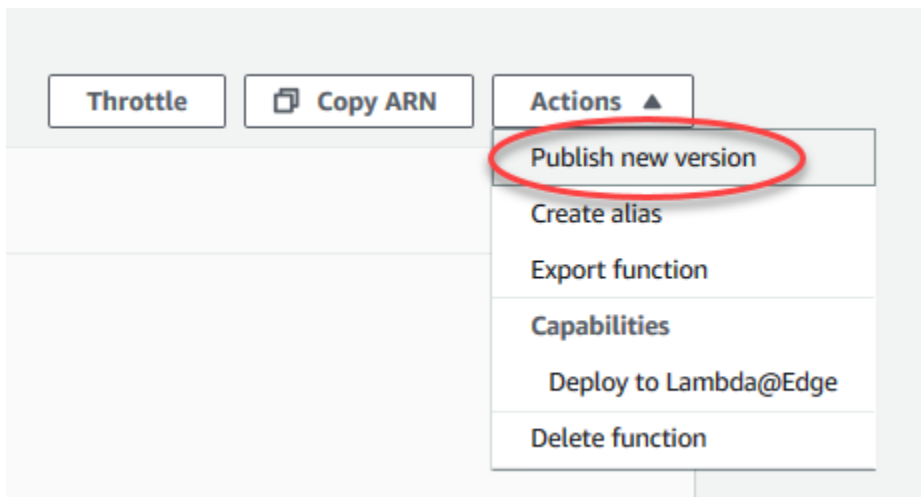 Throttle Copy ARN Actions
Publish new version
Create alias
Export function
Capabilities
Deploy to Lambda@Edge
Delete function